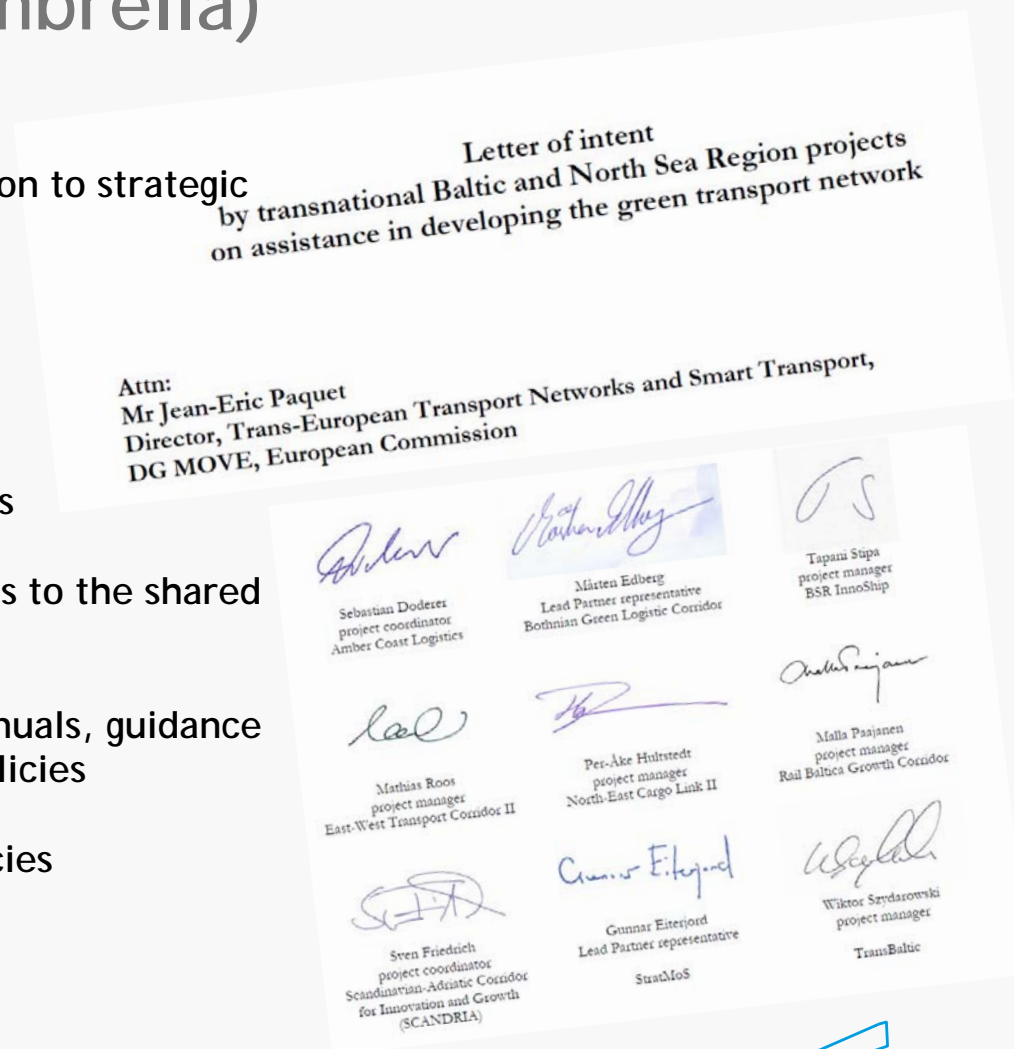 nbrella)
on to strategic
s
s to the shared
nuals, guidance
licies
cies
Letter of intent
by transnational Baltic and North Sea Region projects
on assistance in developing the green transport network
Attn:
Mr Jean-Eric Paquet
Director, Trans-European Transport Networks and Smart Transport,
DG MOVE, European Commission
Sebastian Doderer
project coordinator
Amber Coast Logistics
Mårten Edberg
Lead Partner representative
Bothnian Green Logistic Corridor
Tapani Stipa
project manager
BSR InnoShip
Mathias Roos
project manager
East-West Transport Corridor II
Per-Åke Hultstedt
project manager
North-East Cargo Link II
Malla Paajanen
project manager
Rail Baltica Growth Corridor
Sven Friedrich
project coordinator
Scandinavian-Adriatic Corridor
for Innovation and Growth
(SCANDRIA)
Gunnar Eiterjord
Gunnar Eiterjord
Lead Partner representative
StratMoS
Wiktor Szydarowski
project manager
TransBaltic